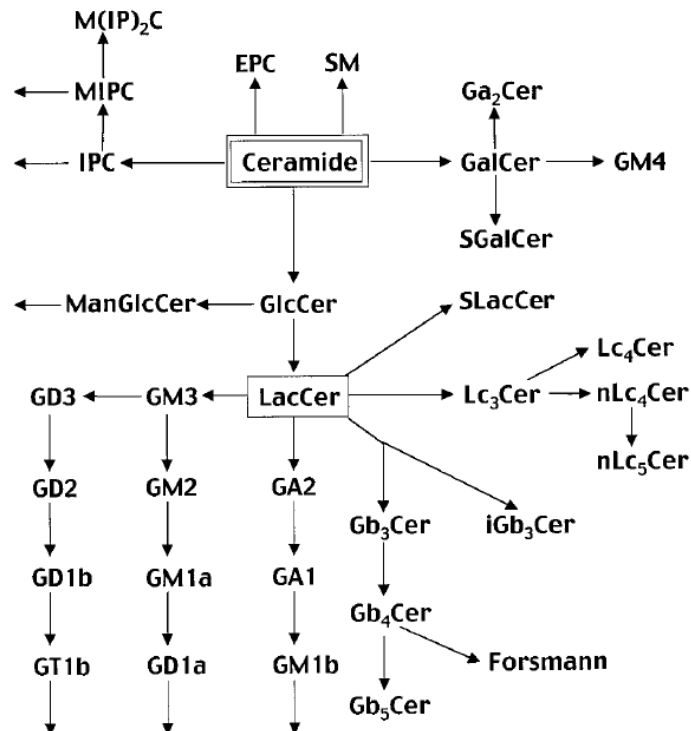 M(IP)₂C
EPC SM
MIPC Ga₂Cer
IPC Ceramide GalCer GM4
SGalCer
ManGlcCer GlcCer SLacCer
Lc₄Cer
GD3 GM3 LacCer Lc₃Cer nLc₄Cer
nLc₅Cer
GD2 GM2 GA2
Gb₃Cer iGb₃Cer
GD1b GM1a GA1
Gb₄Cer
GT1b GD1a GM1b Forsmann
Gb₅Cer